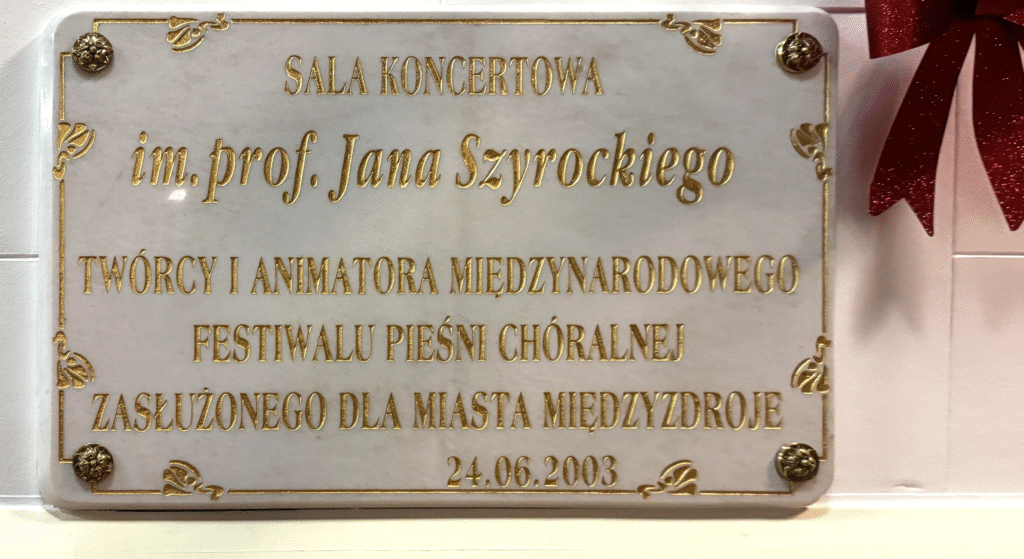 SALA KONCERTOWA
im. prof. Jana Szyrockiego
TWÓRCY I ANIMATORA MIĘDZYNARODOWEGO
FESTIWALU PIEŚNI CHÓRALNEJ
ZASŁUŻONEGO DLA MIASTA MIĘDZYZDROJE
24.06.2003